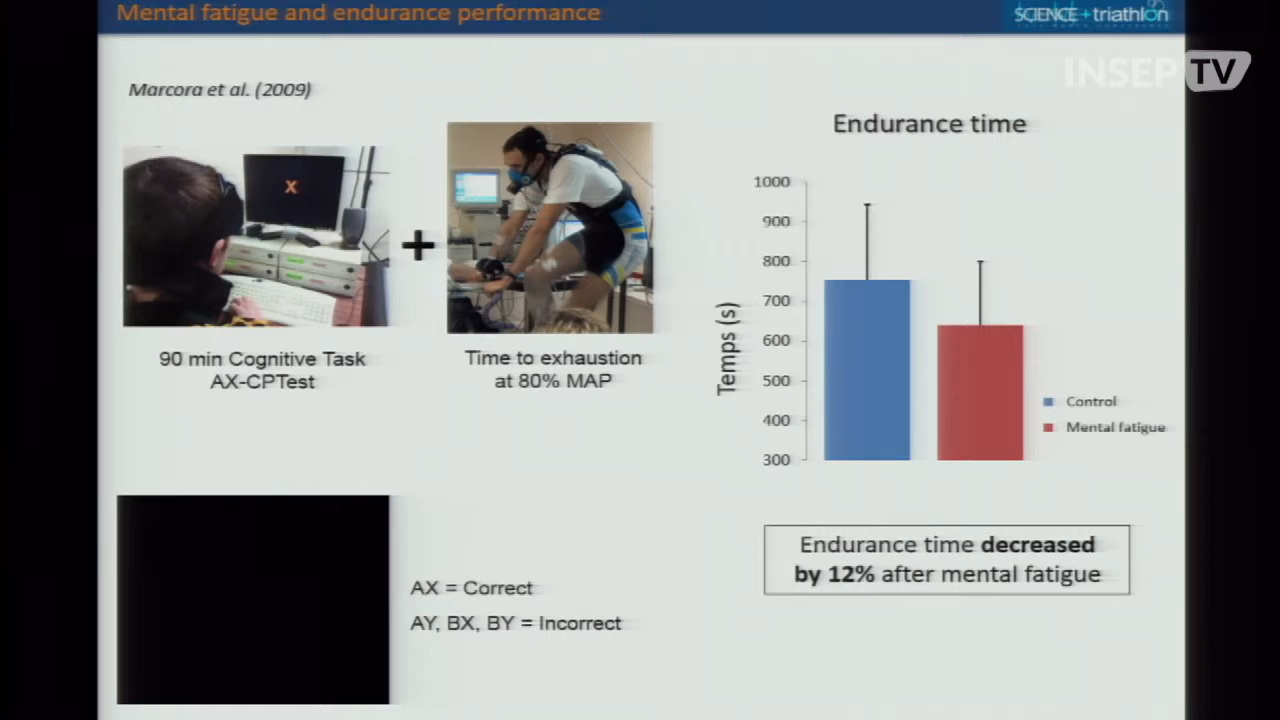 Mental fatigue and endurance performance
SCIENCE+triathlon
INSEP TV
Marcora et al. (2009)
X
90 min Cognitive Task
AX-CPTest
Time to exhaustion
at 80% MAP
Endurance time
Temps (s)
1000
900
800
700
600
500
400
300
Control
Mental fatigue
Endurance time decreased
by 12% after mental fatigue
AX = Correct
AY, BX, BY = Incorrect